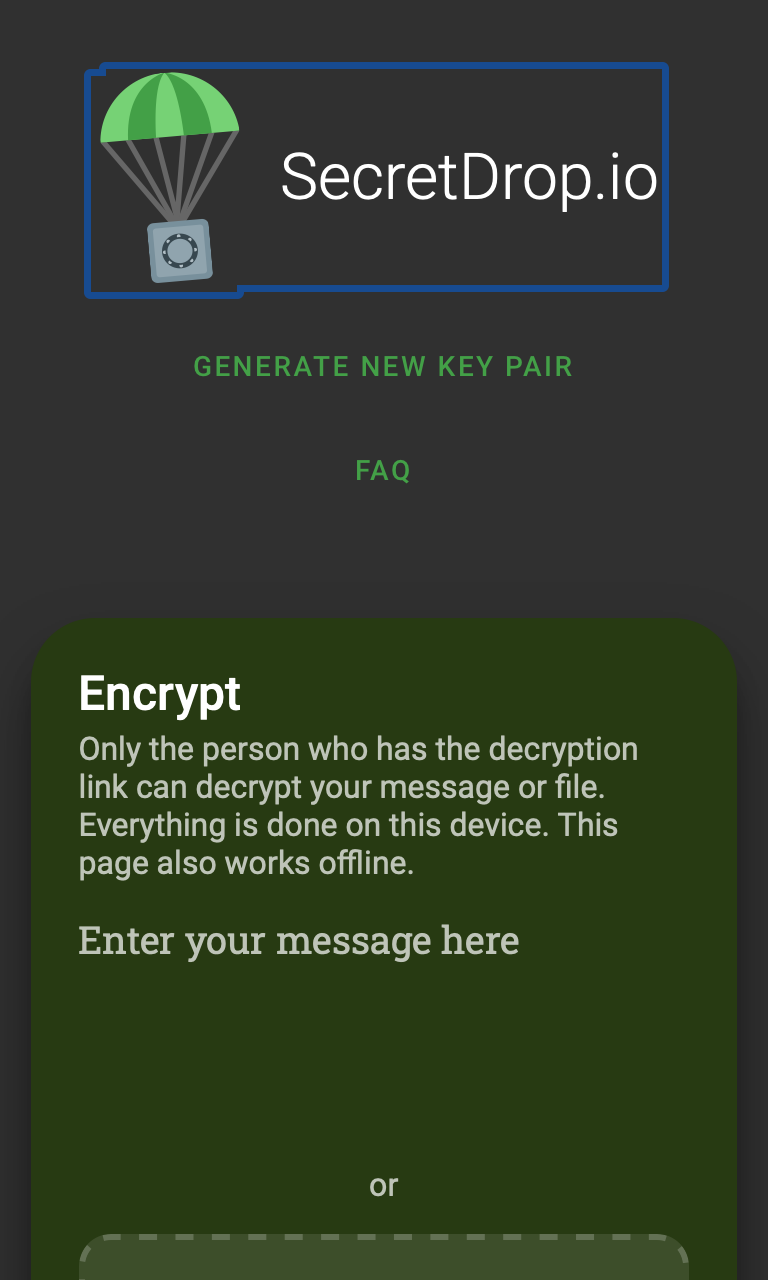 SecretDrop.io
GENERATE NEW KEY PAIR
FAQ
Encrypt
Only the person who has the decryption
link can decrypt your message or file.
Everything is done on this device. This
page also works offline.
Enter your message here
or